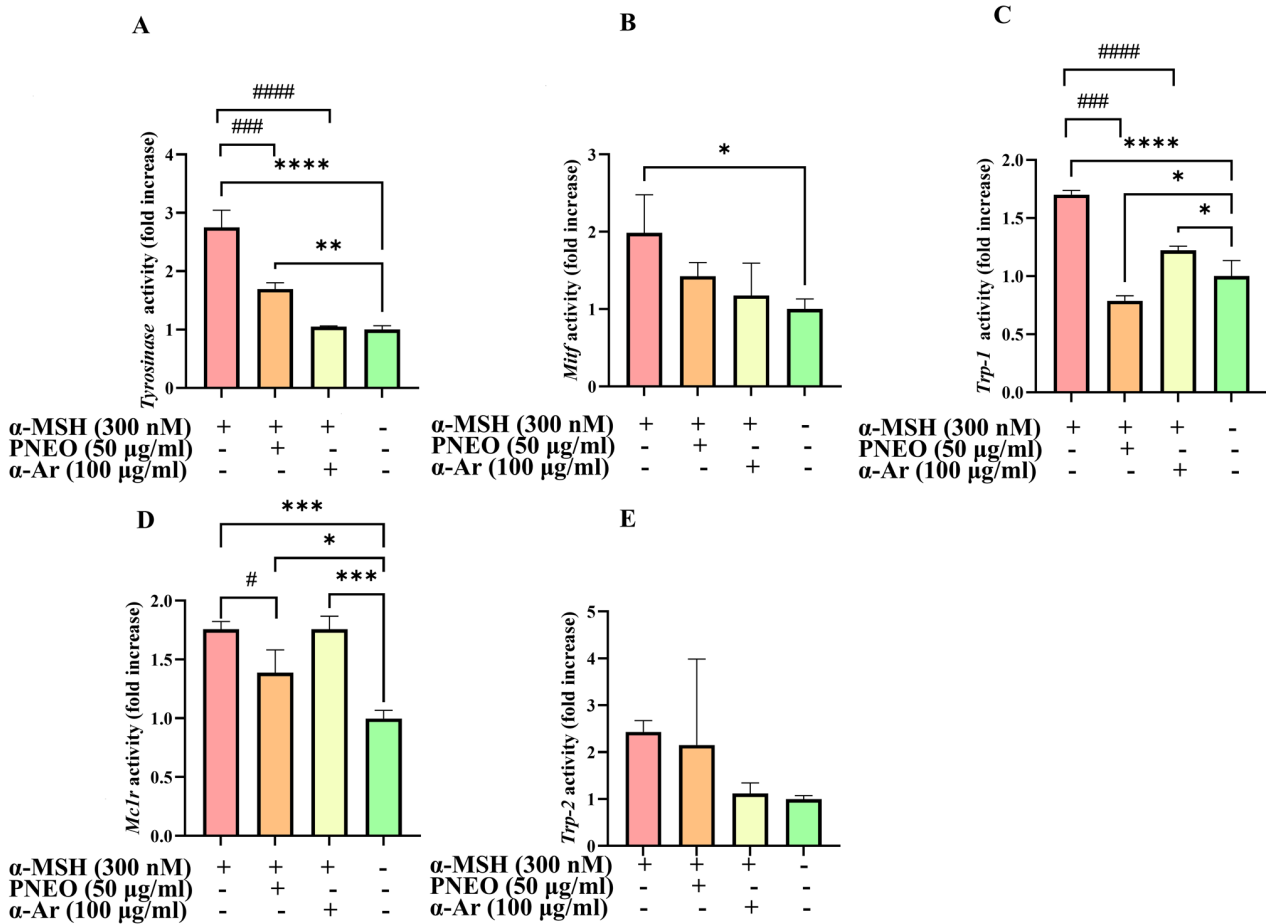 A
####
###
****
**
Tyrosinase activity (fold increase)
4
3
2
1
0
α-MSH (300 nM) + + + -
PNEO (50 µg/ml) - + - -
α-Ar (100 µg/ml) - - + -
B
*
Mitf activity (fold increase)
3
2
1
0
α-MSH (300 nM) + + + -
PNEO (50 µg/ml) - + - -
α-Ar (100 µg/ml) - - + -
C
####
###
****
*
*
Trp-1 activity (fold increase)
2.0
1.5
1.0
0.5
0.0
α-MSH (300 nM) + + + -
PNEO (50 µg/ml) - + - -
α-Ar (100 µg/ml) - - + -
D
***
*
***
#
Mc1r activity (fold increase)
2.0
1.5
1.0
0.5
0.0
α-MSH (300 nM) + + + -
PNEO (50 µg/ml) - + - -
α-Ar (100 µg/ml) - - + -
E
Trp-2 activity (fold increase)
5
4
3
2
1
0
α-MSH (300 nM) + + + -
PNEO (50 µg/ml) - + - -
α-Ar (100 µg/ml) - - + -